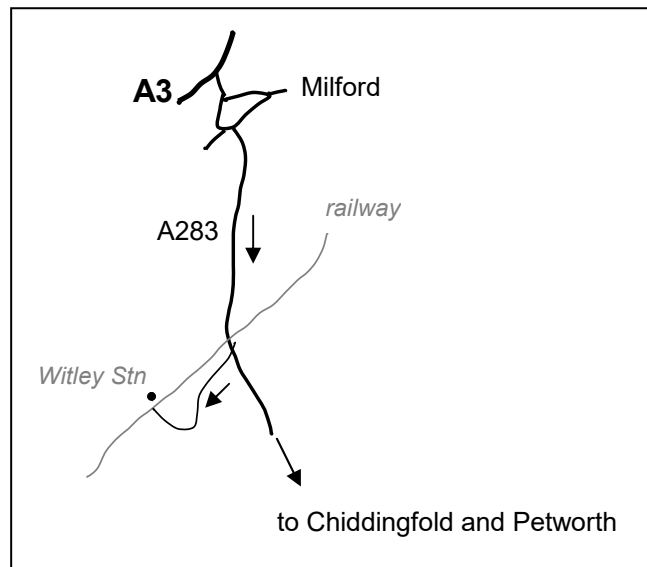 A3
Milford
railway
A283
Witley Stn
to Chiddingfold and Petworth